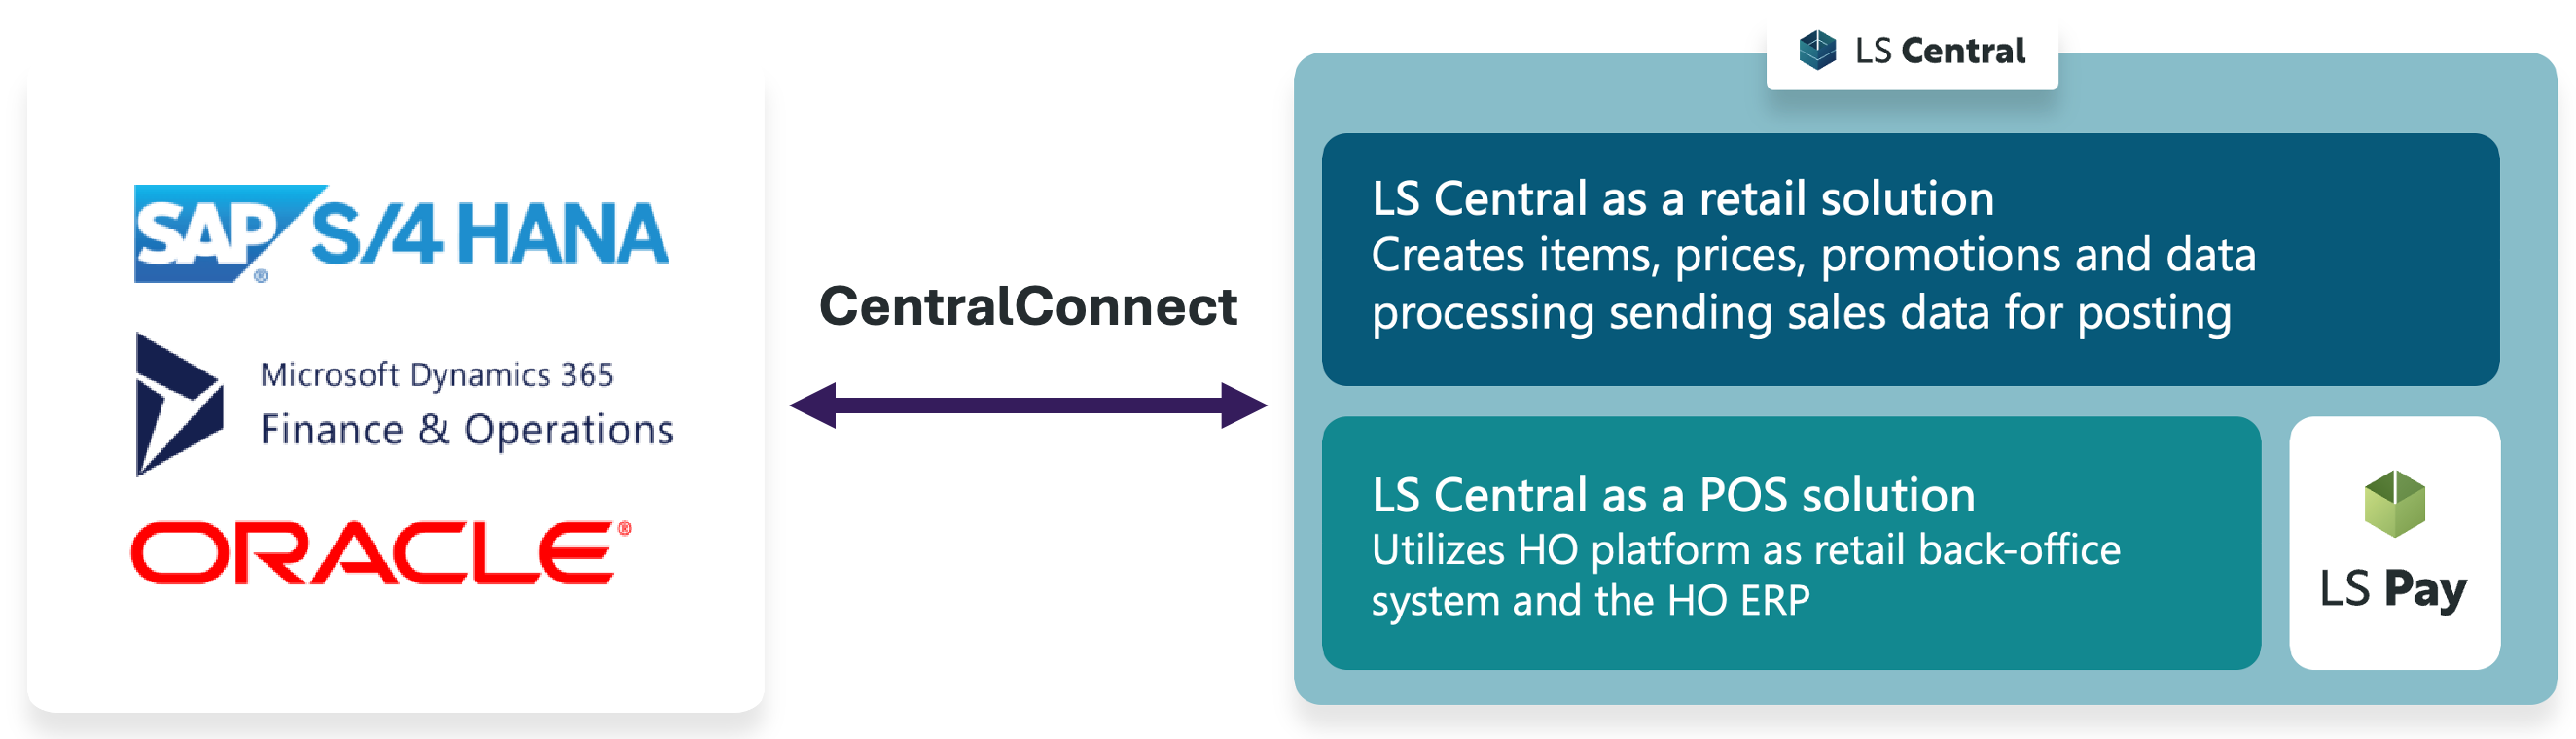 SAP® S/4 HANA
Microsoft Dynamics 365
Finance & Operations
ORACLE®
CentralConnect
LS Central
LS Central as a retail solution
Creates items, prices, promotions and data
processing sending sales data for posting
LS Central as a POS solution
Utilizes HO platform as retail back-office
system and the HO ERP
LS Pay